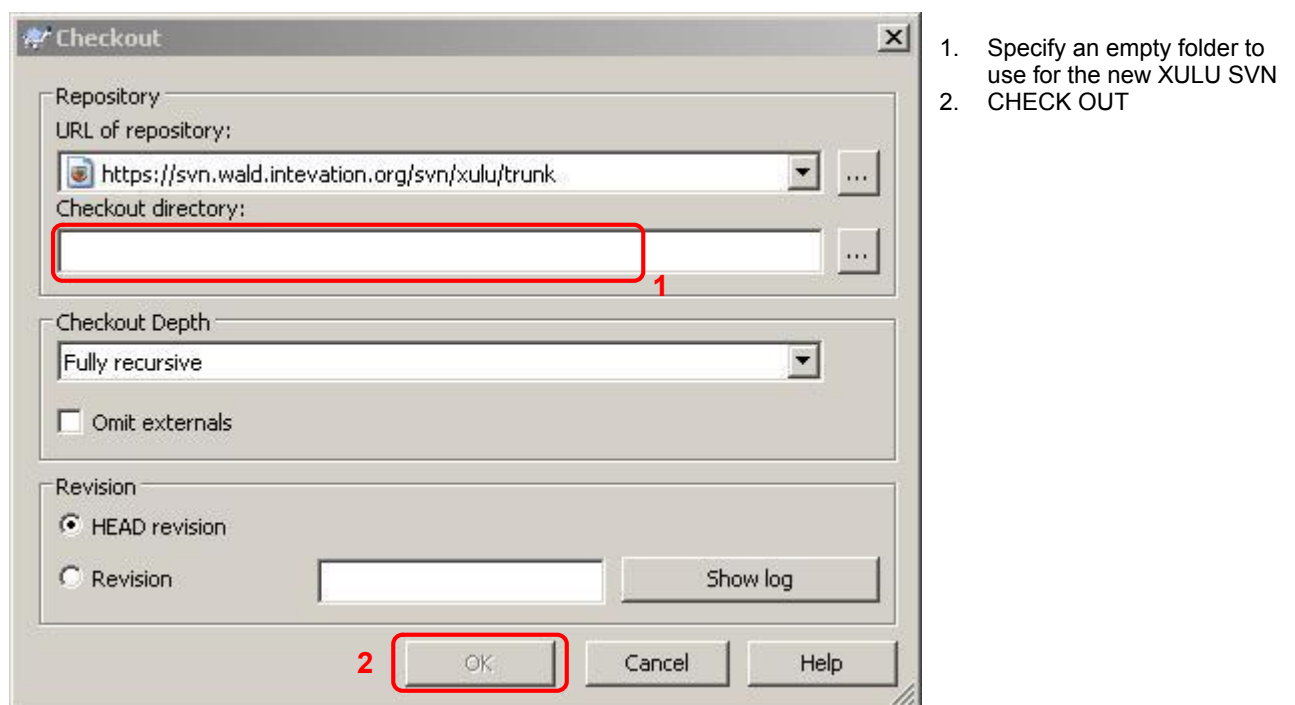 Checkout
Repository
URL of repository:
https://svn.wald.intevation.org/svn/xulu/trunk
...
Checkout directory:
...
1
Checkout Depth
Fully recursive
Omit externals
Revision
HEAD revision
Revision
Show log
2
OK
Cancel
Help
1. Specify an empty folder to
use for the new XULU SVN
2. CHECK OUT